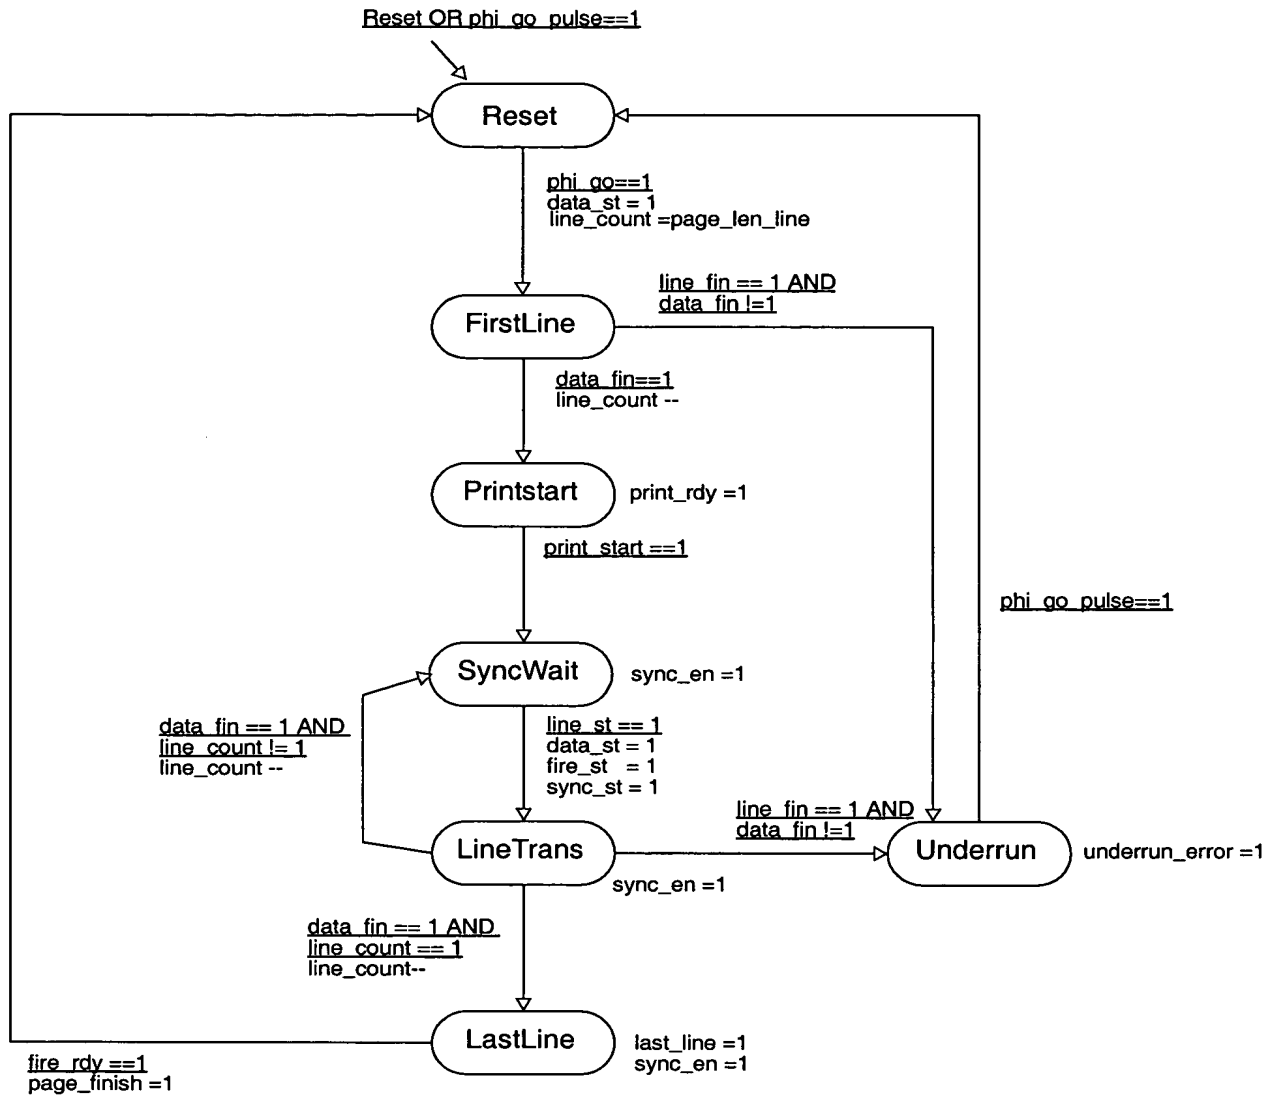 Reset OR phi_go_pulse==1
Reset
phi_go==1
data_st = 1
line_count =page_len_line
line_fin == 1 AND
data_fin !=1
FirstLine
data_fin==1
line_count --
Printstart
print_rdy =1
print_start ==1
phi_go_pulse==1
SyncWait
sync_en =1
data_fin == 1 AND
line_count != 1
line_count --
line_st == 1
data_st = 1
fire_st = 1
sync_st = 1
line_fin == 1 AND
data_fin !=1
LineTrans
sync_en =1
Underrun
underrun_error =1
data_fin == 1 AND
line_count == 1
line_count--
LastLine
last_line =1
sync_en =1
fire_rdy ==1
page_finish =1